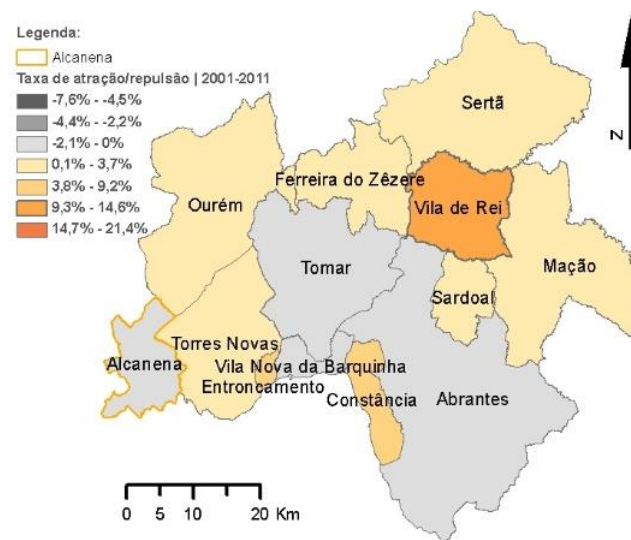 Legenda:
Alcanena
Taxa de atração/repulsão | 2001-2011
-7,6% - -4,5%
-4,4% - -2,2%
-2,1% - 0%
0,1% - 3,7%
3,8% - 9,2%
9,3% - 14,6%
14,7% - 21,4%
N
Sertã
Ferreira do Zêzere
Ourém
Vila de Rei
Tomar
Mação
Sardoal
Torres Novas
Alcanena
Vila Nova da Barquinha
Entroncamento
Constância
Abrantes
0 5 10 20 Km